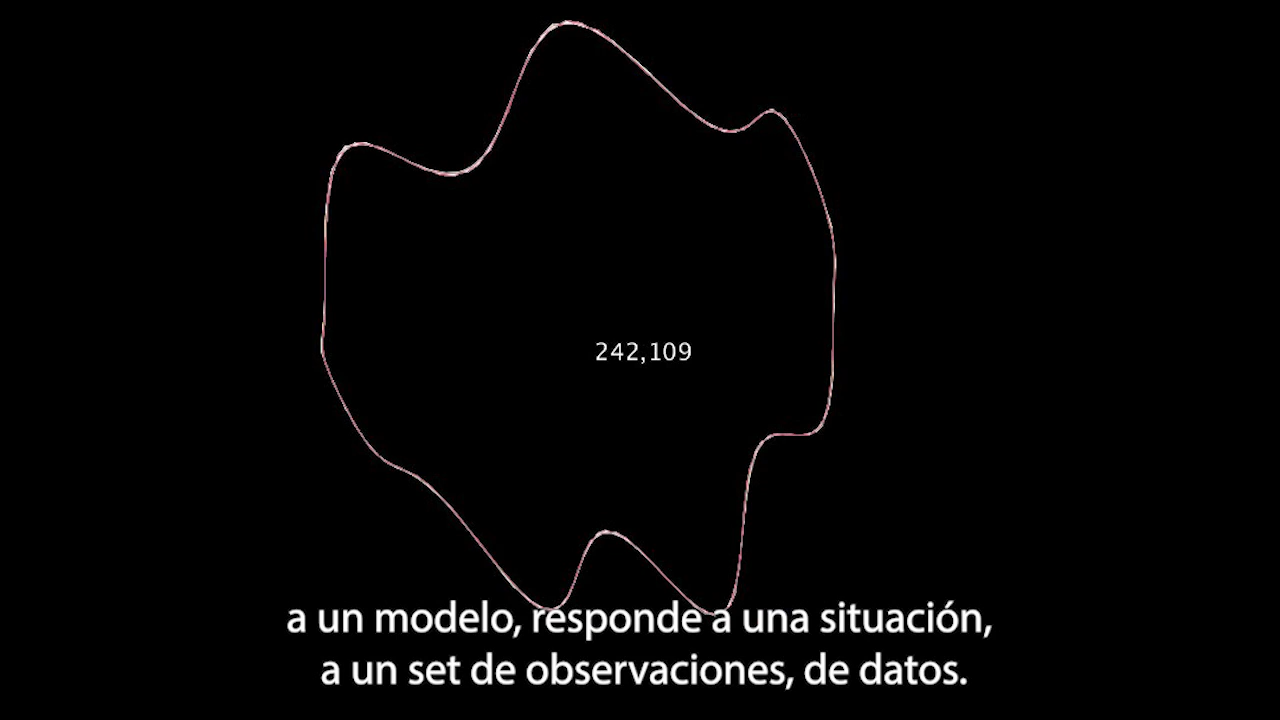 242,109
a un modelo, responde a una situación,
a un set de observaciones, de datos.